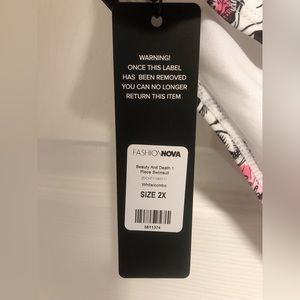 WARNING!
ONCE THIS LABEL
HAS BEEN REMOVED
YOU CAN NO LONGER
RETURN THIS ITEM
FASHIONNOVA
Beauty And Death 1
Piece Swimsuit
White/combo
SIZE 2X
5811374